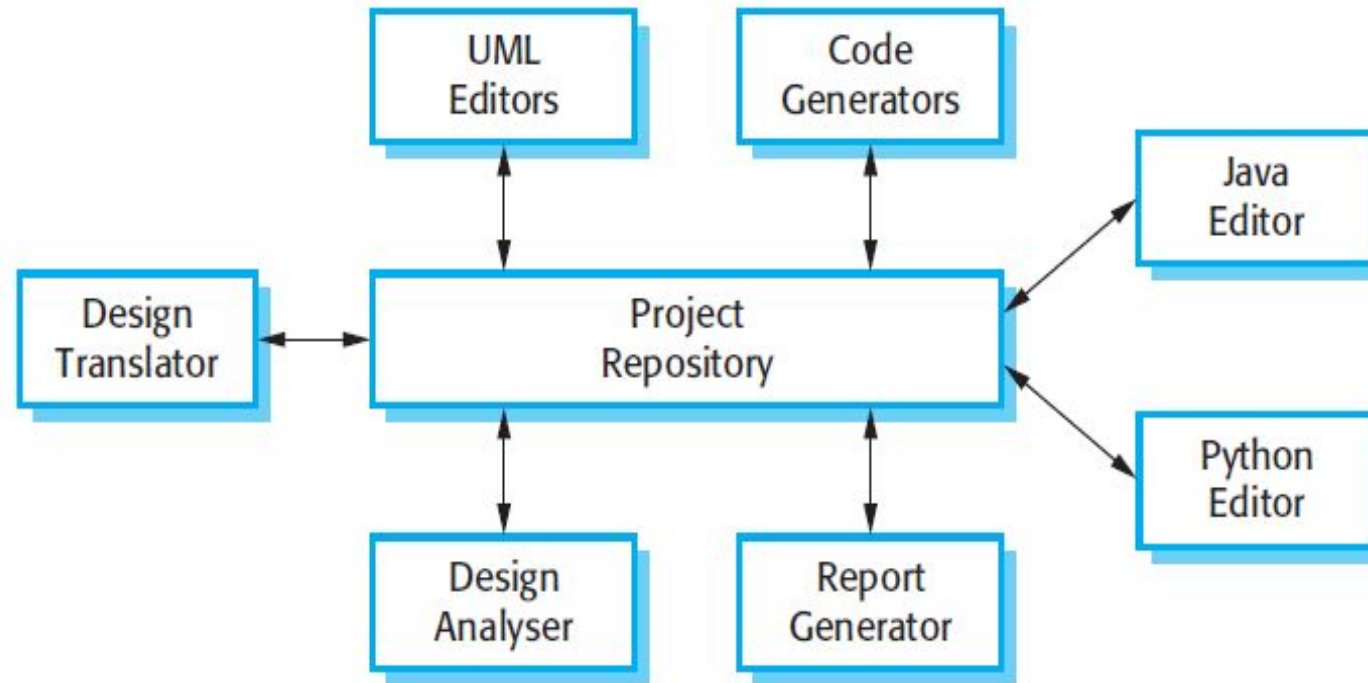 UML
Editors
Code
Generators
Java
Editor
Design
Translator
Project
Repository
Python
Editor
Design
Analyser
Report
Generator